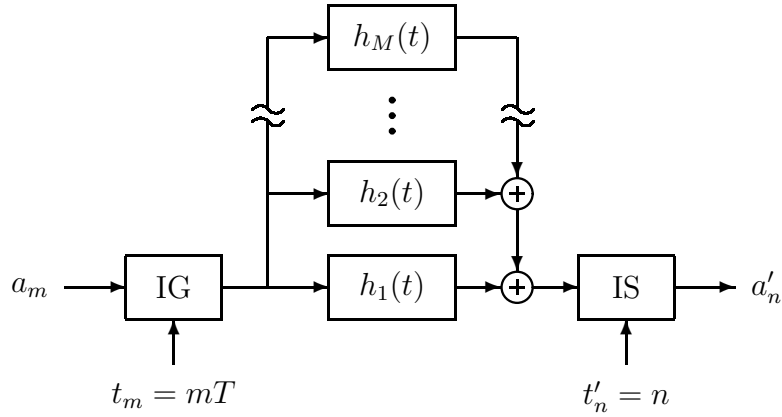 h_M(t)
⋮
h_2(t)
+
a_m
IG
h_1(t)
+
IS
a'_n
t_m = mT
t'_n = n